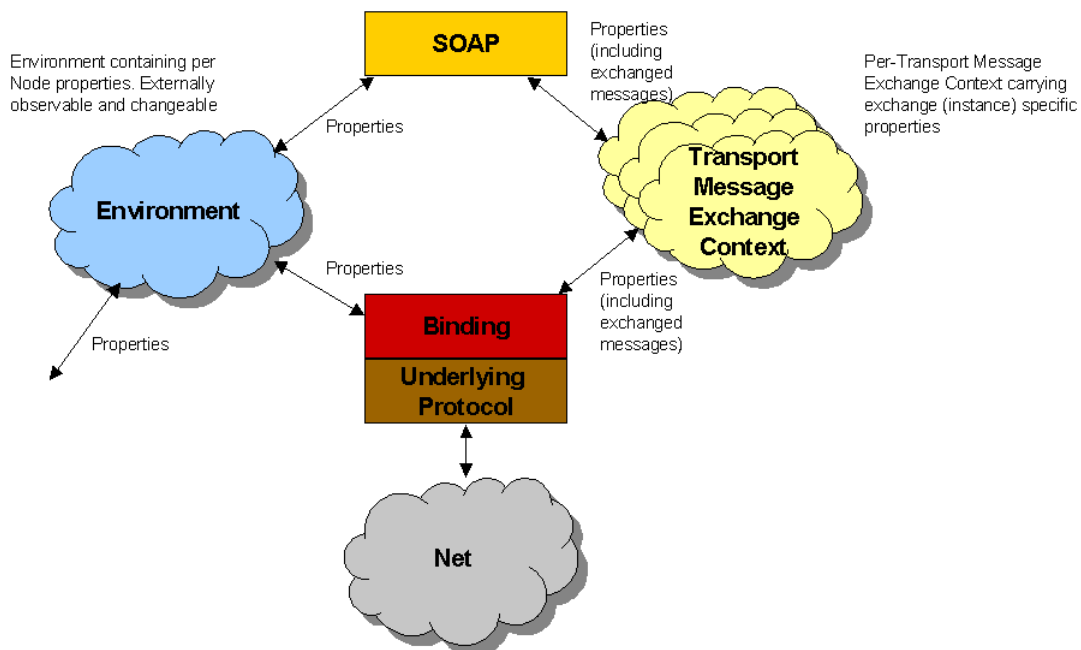 SOAP
Environment containing per
Node properties. Externally
observable and changeable
Properties
(including
exchanged
messages)
Per-Transport Message
Exchange Context carrying
exchange (instance) specific
properties
Properties
Environment
Transport
Message
Exchange
Context
Properties
Properties
(including
exchanged
messages)
Binding
Properties
Underlying
Protocol
Net